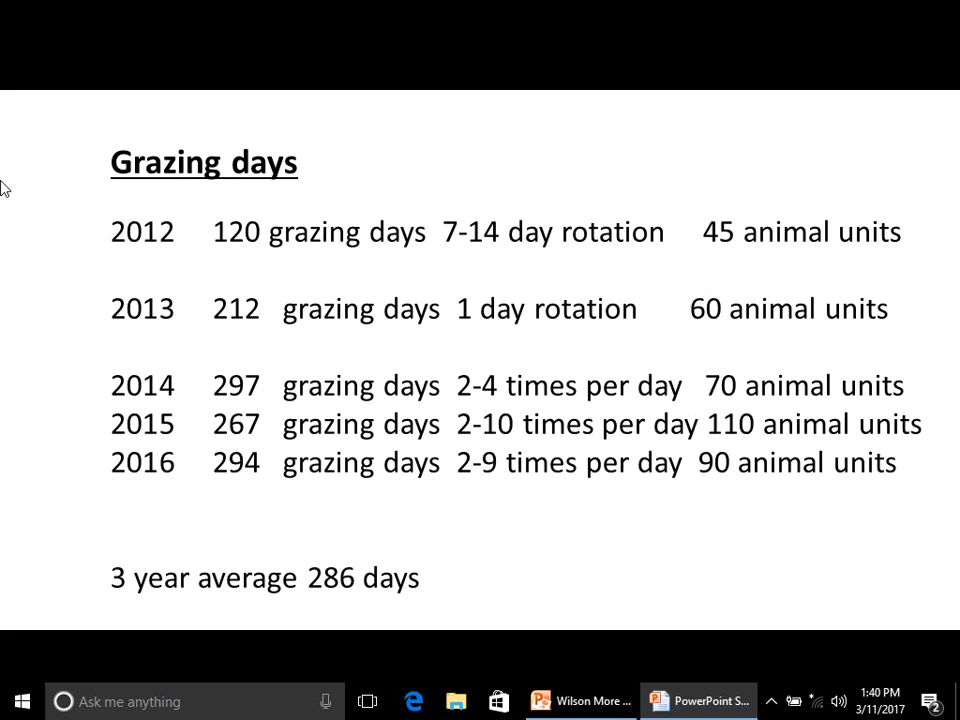 Grazing days
2012 120 grazing days 7-14 day rotation 45 animal units
2013 212 grazing days 1 day rotation 60 animal units
2014 297 grazing days 2-4 times per day 70 animal units
2015 267 grazing days 2-10 times per day 110 animal units
2016 294 grazing days 2-9 times per day 90 animal units
3 year average 286 days
Ask me anything
Wilson More ...
PowerPoint S...
1:40 PM
3/11/2017
2